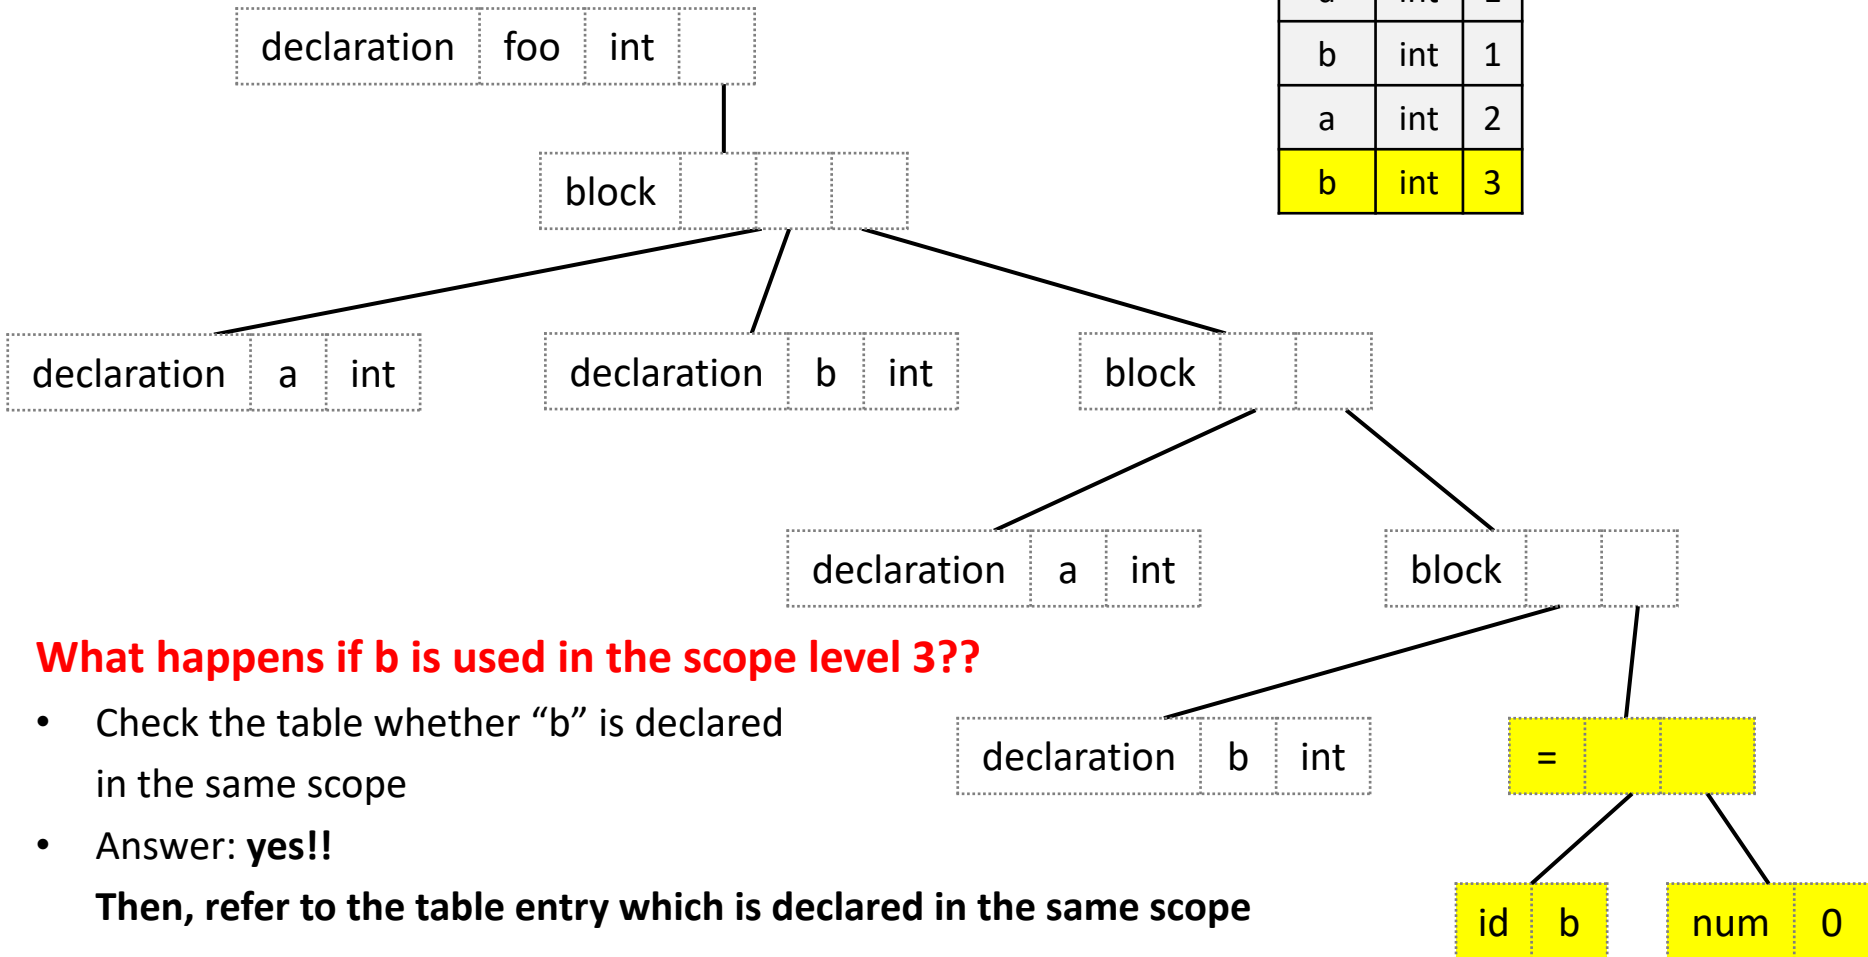 declaration foo int
b int 1
a int 2
b int 3
block
declaration a int
declaration b int
block
declaration a int
block
What happens if b is used in the scope level 3??
• Check the table whether “b” is declared
in the same scope
• Answer: yes!!
Then, refer to the table entry which is declared in the same scope
declaration b int
=
id b
num 0